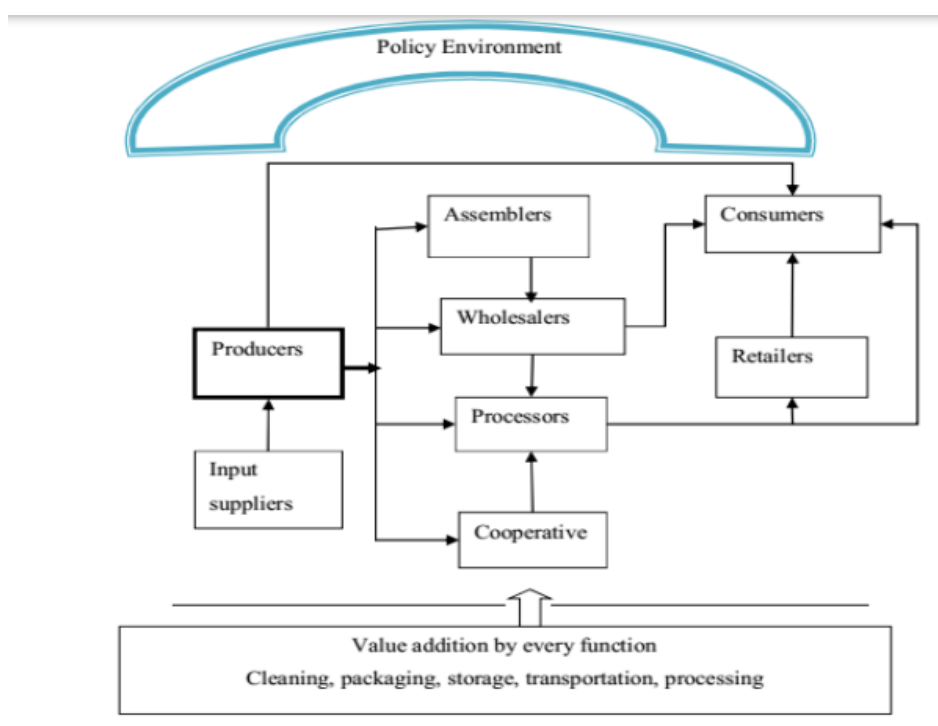 Policy Environment
Assemblers
Consumers
Wholesalers
Producers
Retailers
Processors
Input
suppliers
Cooperative
Value addition by every function
Cleaning, packaging, storage, transportation, processing